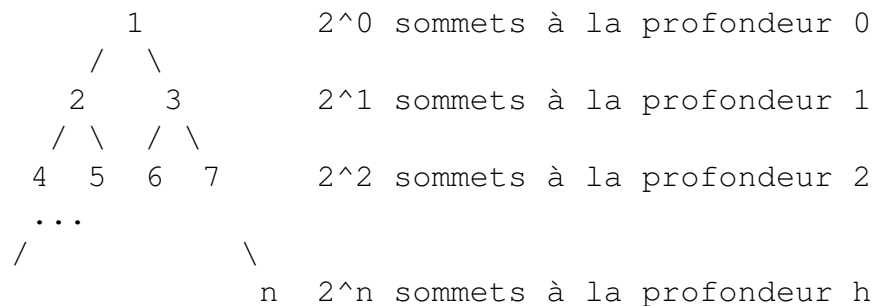 1 2^0 sommets à la profondeur 0
/ \
2 3 2^1 sommets à la profondeur 1
/ \ / \
4 5 6 7 2^2 sommets à la profondeur 2
...
/ \
n 2^n sommets à la profondeur h